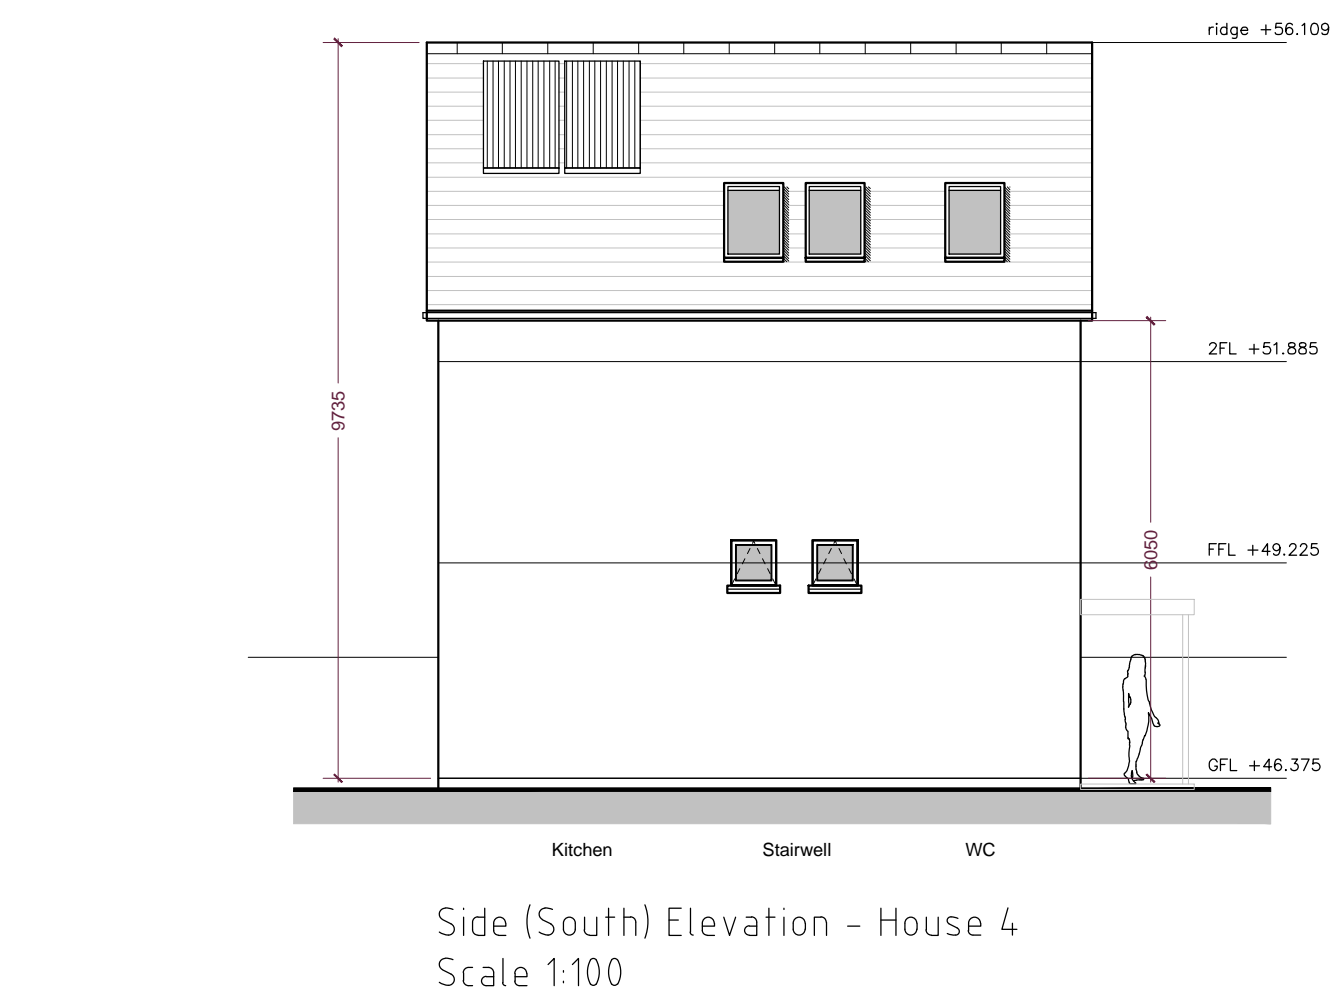 ridge +56.109
2FL +51.885
9735
6050
FFL +49.225
GFL +46.375
Kitchen
Stairwell
WC
Side (South) Elevation - House 4
Scale 1:100